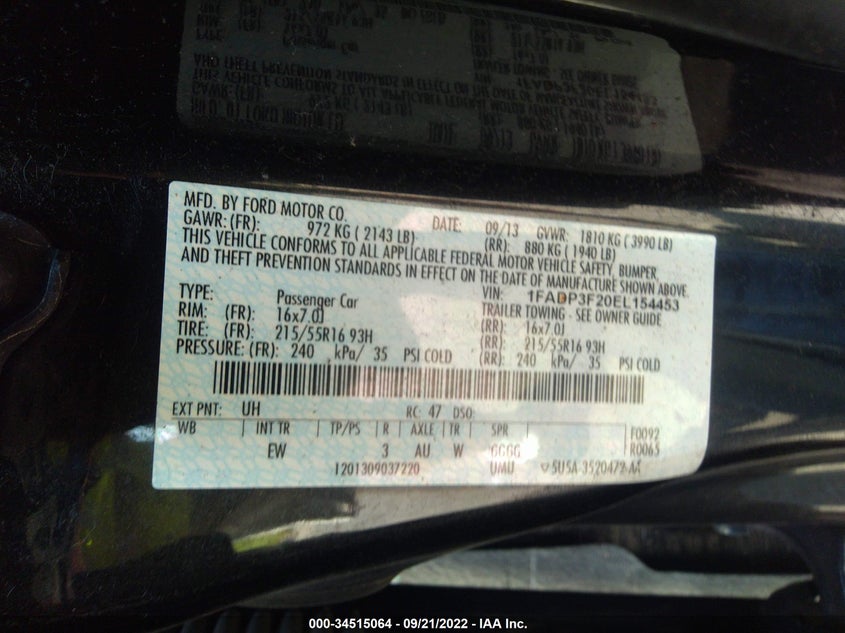 MFD. BY FORD MOTOR CO.
DATE: 09/13 GVWR: 1810 KG ( 3990 LB)
GAWR: (FR): 972 KG ( 2143 LB) (RR): 880 KG ( 1940 LB)
THIS VEHICLE CONFORMS TO ALL APPLICABLE FEDERAL MOTOR VEHICLE SAFETY, BUMPER,
AND THEFT PREVENTION STANDARDS IN EFFECT ON THE DATE OF MANUFACTURE SHOWN ABOVE.
VIN: 1FADP3F20EL154453
TYPE: Passenger Car TRAILER TOWING - SEE OWNER GUIDE
RIM: (FR): 16x7.0J (RR): 16x7.0J
TIRE: (FR): 215/55R16 93H (RR): 215/55R16 93H
PRESSURE: (FR): 240 kPa/ 35 PSI COLD (RR): 240 kPa/ 35 PSI COLD
EXT PNT: UH RC: 47 DSO:
WB INT TR TP/PS R AXLE TR SPR F0092
EW 3 AU W GGGG R0065
1201309037220 UMU 5U5A-3520472-AA
000-34515064 - 09/21/2022 - IAA Inc.